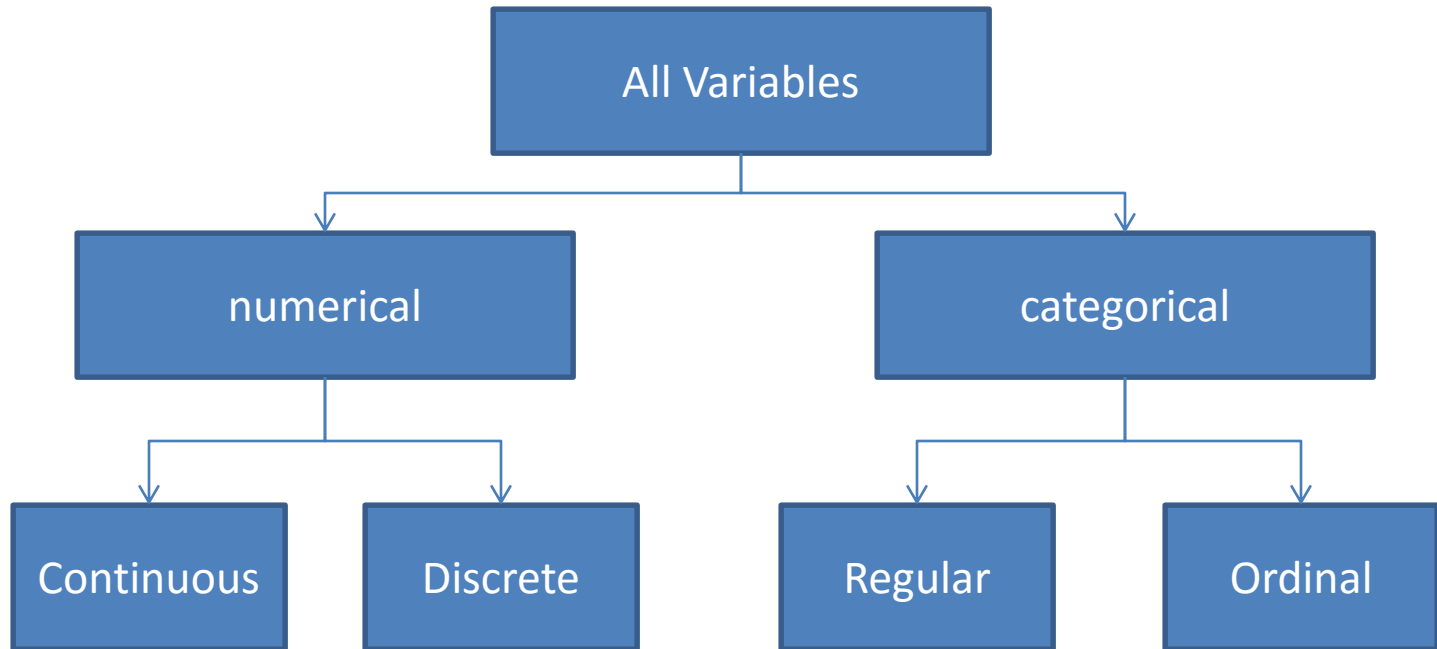 All Variables
numerical
categorical
Continuous
Discrete
Regular
Ordinal